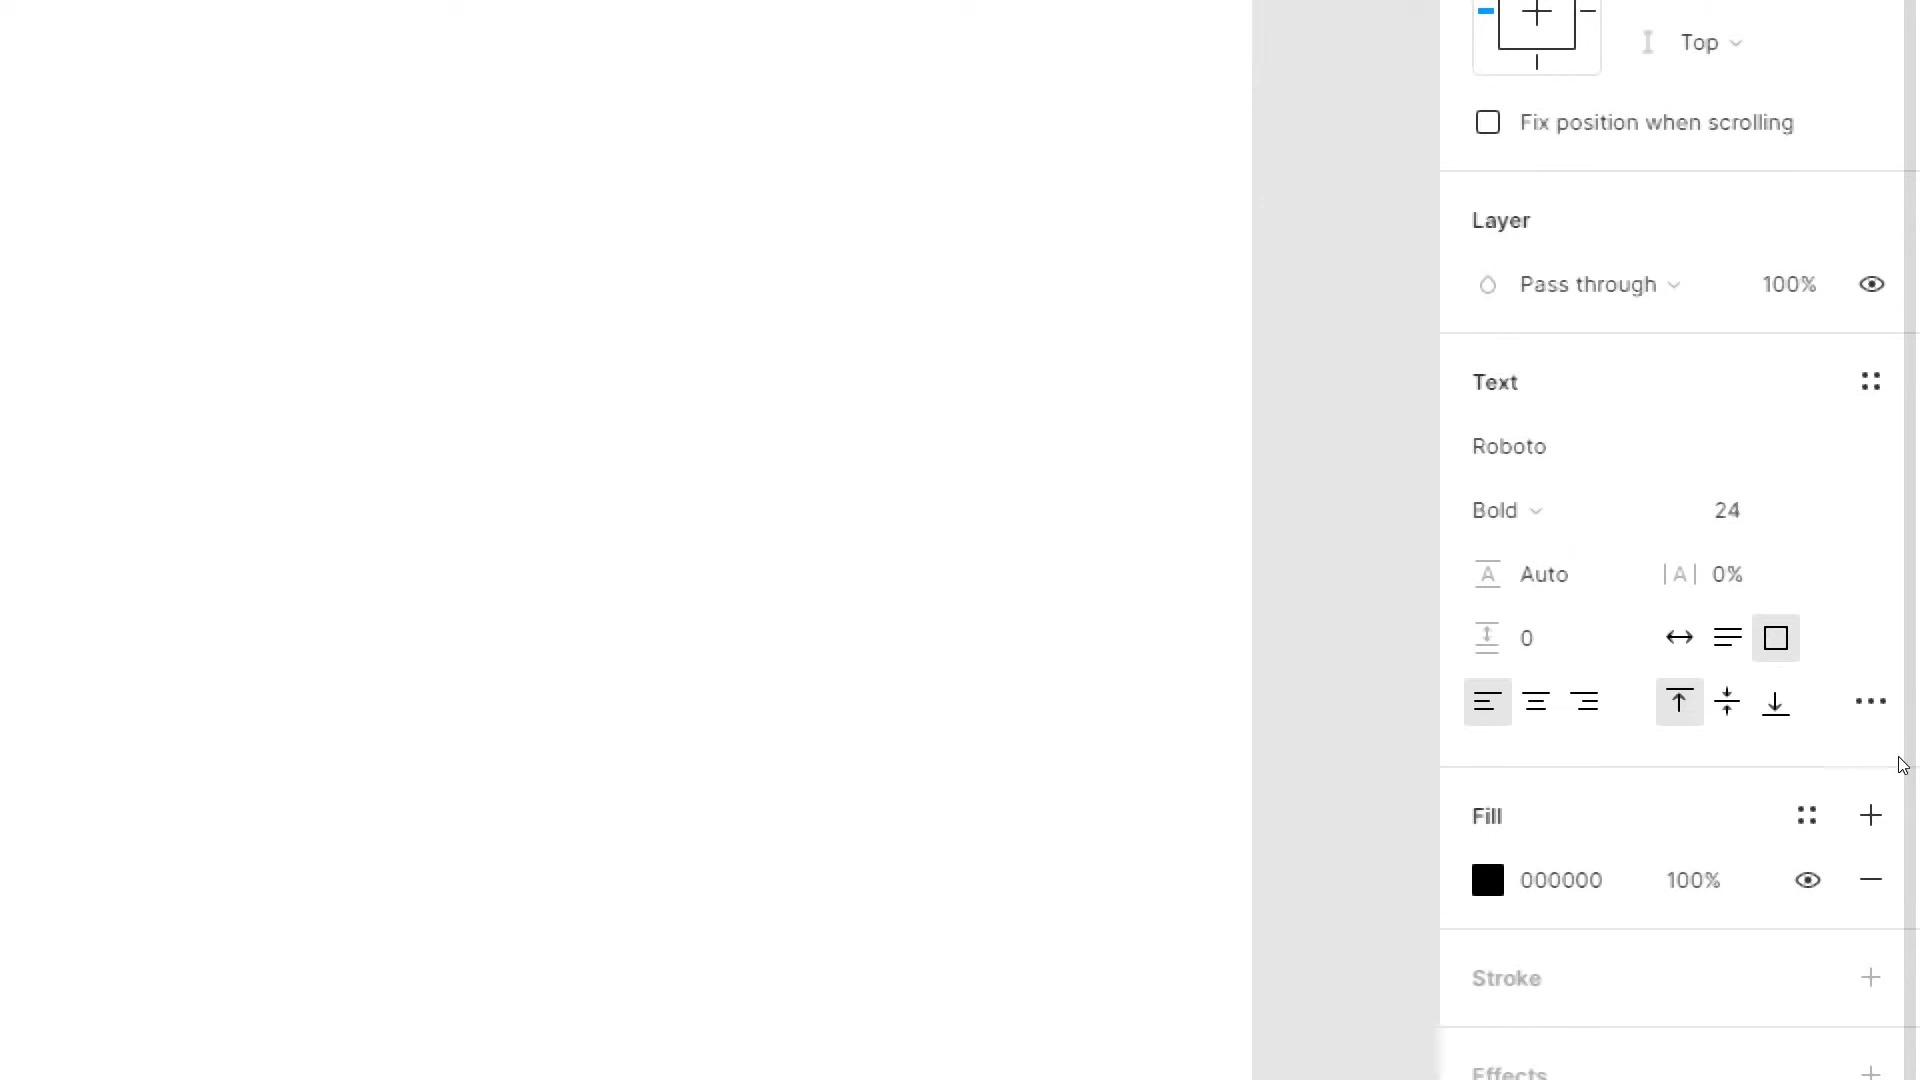 Top
Fix position when scrolling
Layer
Pass through 100%
Text
Roboto
Bold 24
A Auto |A| 0%
0
Fill
000000 100%
Stroke
Effects